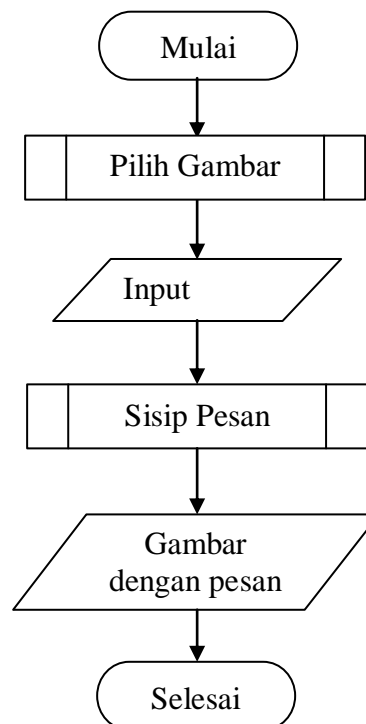 Mulai
Pilih Gambar
Input
Sisip Pesan
Gambar
dengan pesan
Selesai